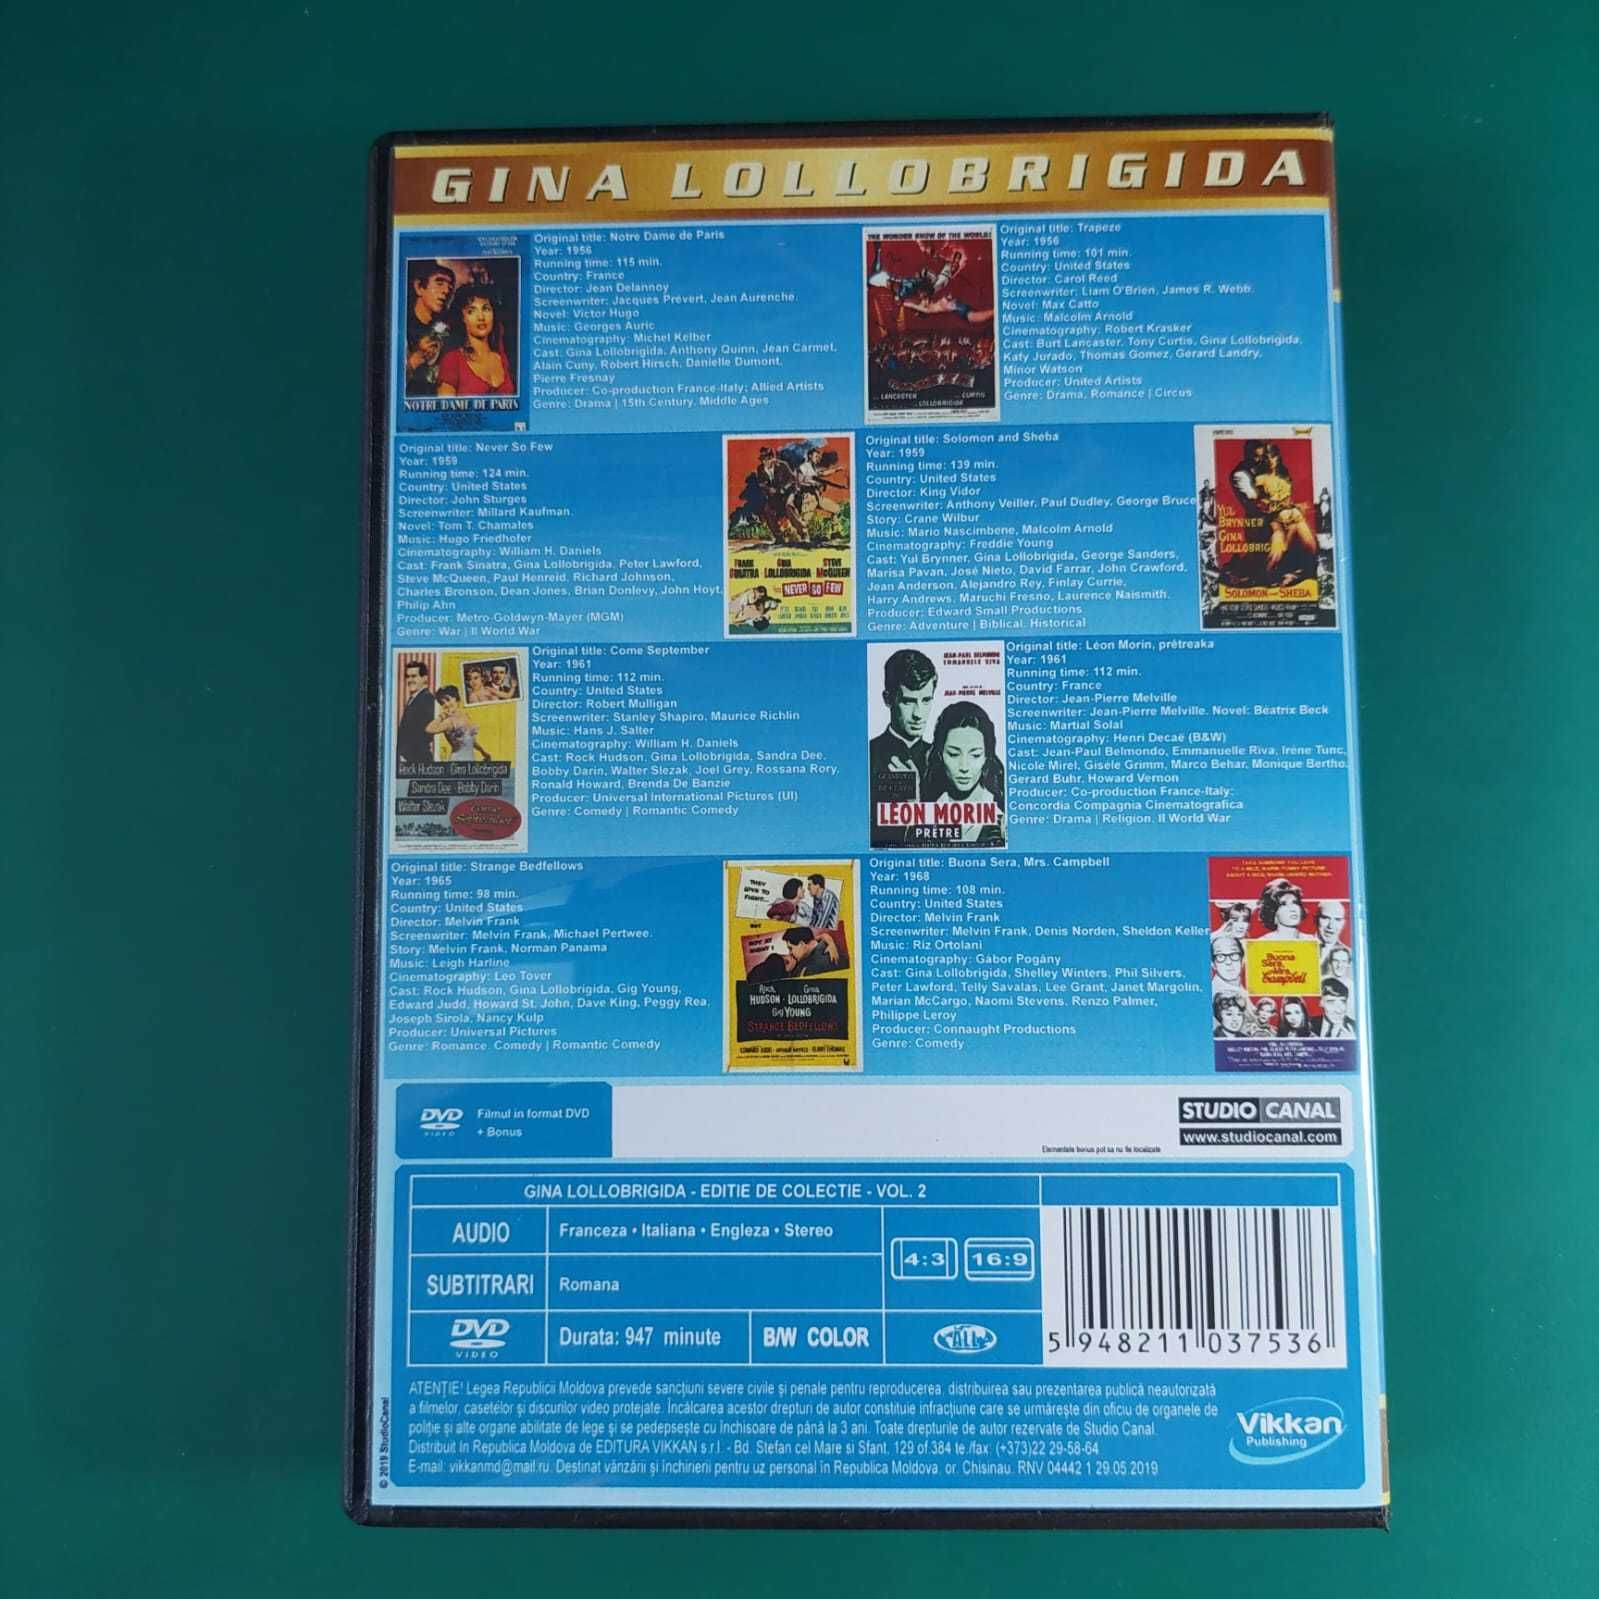 GINA LOLLOBRIGIDA
Original title: Notre Dame de Paris
Year: 1956
Running time: 115 min.
Country: France
Director: Jean Delannoy
Screenwriter: Jacques Prévert, Jean Aurenche.
Novel: Victor Hugo
Music: Georges Auric
Cinematography: Michel Kelber
Cast: Gina Lollobrigida, Anthony Quinn, Jean Carmel,
Alain Cuny, Robert Hirsch, Danielle Dumont,
Pierre Fresnay
Producer: Co-production France-Italy; Allied Artists
Genre: Drama | 15th Century. Middle Ages
NOTRE DAME DE PARIS
THE WONDER SHOW OF THE WORLD!
LANCASTER CURTIS
LOLLOBRIGIDA
Original title: Trapeze
Year: 1956
Running time: 101 min.
Country: United States
Director: Carol Reed
Screenwriter: Liam O'Brien, James R. Webb.
Novel: Max Catto
Music: Malcolm Arnold
Cinematography: Robert Krasker
Cast: Burt Lancaster, Tony Curtis, Gina Lollobrigida,
Katy Jurado, Thomas Gomez, Gérard Landry,
Minor Watson
Producer: United Artists
Genre: Drama, Romance | Circus
Original title: Never So Few
Year: 1959
Running time: 124 min.
Country: United States
Director: John Sturges
Screenwriter: Millard Kaufman.
Novel: Tom T. Chamales
Music: Hugo Friedhofer
Cinematography: William H. Daniels
Cast: Frank Sinatra, Gina Lollobrigida, Peter Lawford,
Steve McQueen, Paul Henreid, Richard Johnson,
Charles Bronson, Dean Jones, Brian Donlevy, John Hoyt,
Philip Ahn
Producer: Metro-Goldwyn-Mayer (MGM)
Genre: War | II World War
FRANK GINA STEVE
SINATRA LOLLOBRIGIDA McQUEEN
NEVER SO FEW
Original title: Solomon and Sheba
Year: 1959
Running time: 139 min.
Country: United States
Director: King Vidor
Screenwriter: Anthony Veiller, Paul Dudley, George Bruce
Story: Crane Wilbur
Music: Mario Nascimbene, Malcolm Arnold
Cinematography: Freddie Young
Cast: Yul Brynner, Gina Lollobrigida, George Sanders,
Marisa Pavan, José Nieto, David Farrar, John Crawford,
Jean Anderson, Alejandro Rey, Finlay Currie,
Harry Andrews, Maruchi Fresno, Laurence Naismith.
Producer: Edward Small Productions
Genre: Adventure | Biblical. Historical
YUL
BRYNNER
GINA
LOLLOBRIG
SOLOMON AND SHEBA
Rock Hudson · Gina Lollobrigida
Sandra Dee · Bobby Darin
Walter Slezak
Come
September
Original title: Come September
Year: 1961
Running time: 112 min.
Country: United States
Director: Robert Mulligan
Screenwriter: Stanley Shapiro, Maurice Richlin
Music: Hans J. Salter
Cinematography: William H. Daniels
Cast: Rock Hudson, Gina Lollobrigida, Sandra Dee,
Bobby Darin, Walter Slezak, Joel Grey, Rossana Rory,
Ronald Howard, Brenda De Banzie
Producer: Universal International Pictures (UI)
Genre: Comedy | Romantic Comedy
JEAN-PAUL BELMONDO
EMMANUELE RIVA
JEAN-PIERRE MELVILLE
LÉON MORIN
PRÊTRE
Original title: Léon Morin, prêtreaka
Year: 1961
Running time: 112 min.
Country: France
Director: Jean-Pierre Melville
Screenwriter: Jean-Pierre Melville. Novel: Béatrix Beck
Music: Martial Solal
Cinematography: Henri Decaë (B&W)
Cast: Jean-Paul Belmondo, Emmanuelle Riva, Irène Tunc,
Nicole Mirel, Gisèle Grimm, Marco Behar, Monique Bertho,
Gerard Buhr, Howard Vernon
Producer: Co-production France-Italy:
Concordia Compagnia Cinematografica
Genre: Drama | Religion. II World War
Original title: Strange Bedfellows
Year: 1965
Running time: 98 min.
Country: United States
Director: Melvin Frank
Screenwriter: Melvin Frank, Michael Pertwee.
Story: Melvin Frank, Norman Panama
Music: Leigh Harline
Cinematography: Leo Tover
Cast: Rock Hudson, Gina Lollobrigida, Gig Young,
Edward Judd, Howard St. John, Dave King, Peggy Rea,
Joseph Sirola, Nancy Kulp
Producer: Universal Pictures
Genre: Romance. Comedy | Romantic Comedy
THEY
LOVE TO
FIGHT...
BUT
NOT AT
NIGHT!
ROCK GINA
HUDSON · LOLLOBRIGIDA
GIG YOUNG
STRANGE BEDFELLOWS
Original title: Buona Sera, Mrs. Campbell
Year: 1968
Running time: 108 min.
Country: United States
Director: Melvin Frank
Screenwriter: Melvin Frank, Denis Norden, Sheldon Keller
Music: Riz Ortolani
Cinematography: Gábor Pogány
Cast: Gina Lollobrigida, Shelley Winters, Phil Silvers,
Peter Lawford, Telly Savalas, Lee Grant, Janet Margolin,
Marian McCargo, Naomi Stevens, Renzo Palmer,
Philippe Leroy
Producer: Connaught Productions
Genre: Comedy
Buona
Sera,
Mrs.
Campbell
DVD
VIDEO
Filmul in format DVD
+ Bonus
Elementele bonus pot sa nu fie localizate
STUDIO CANAL
www.studiocanal.com
GINA LOLLOBRIGIDA - EDITIE DE COLECTIE - VOL. 2
AUDIO
Franceza • Italiana • Engleza • Stereo
SUBTITRARI
Romana
4:3
16:9
DVD
VIDEO
Durata: 947 minute
B/W COLOR
ALL
5 948211 037536
ATENȚIE! Legea Republicii Moldova prevede sancțiuni severe civile și penale pentru reproducerea, distribuirea sau prezentarea publică neautorizată
a filmelor, casetelor și discurilor video protejate. Încălcarea acestor drepturi de autor constituie infracțiune care se urmărește din oficiu de organele de
poliție și alte organe abilitate de lege și se pedepsește cu închisoare de până la 3 ani. Toate drepturile de autor rezervate de Studio Canal.
Distribuit în Republica Moldova de EDITURA VIKKAN s.r.l. - Bd. Stefan cel Mare si Sfant, 129 of.384 te./fax: (+373)22 29-58-64
E-mail: vikkanmd@mail.ru. Destinat vânzării și închirierii pentru uz personal în Republica Moldova, or. Chisinau. RNV 04442 1 29.05.2019
Vikkan
Publishing
© 2019 StudioCanal